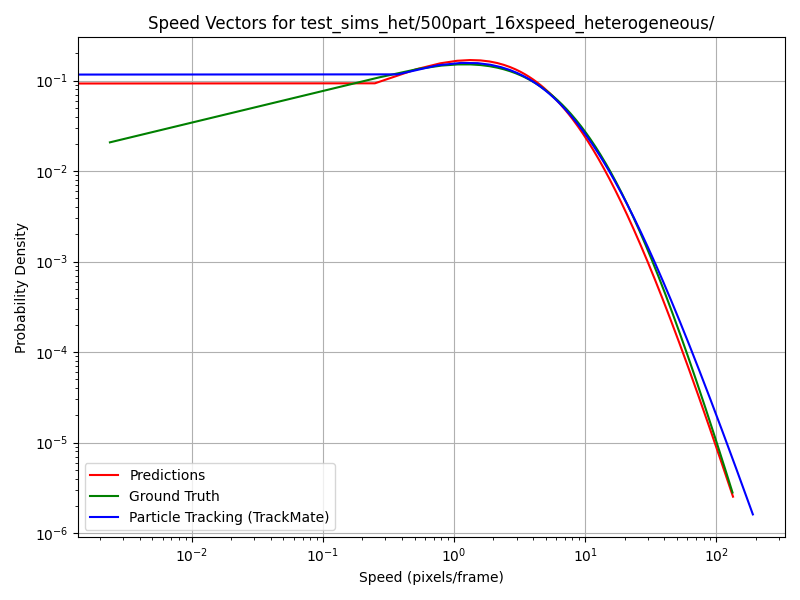 Speed Vectors for test_sims_het/500part_16xspeed_heterogeneous/
Probability Density
10⁻¹
10⁻²
10⁻³
10⁻⁴
10⁻⁵
10⁻⁶
Predictions
Ground Truth
Particle Tracking (TrackMate)
10⁻² 10⁻¹ 10⁰ 10¹ 10²
Speed (pixels/frame)